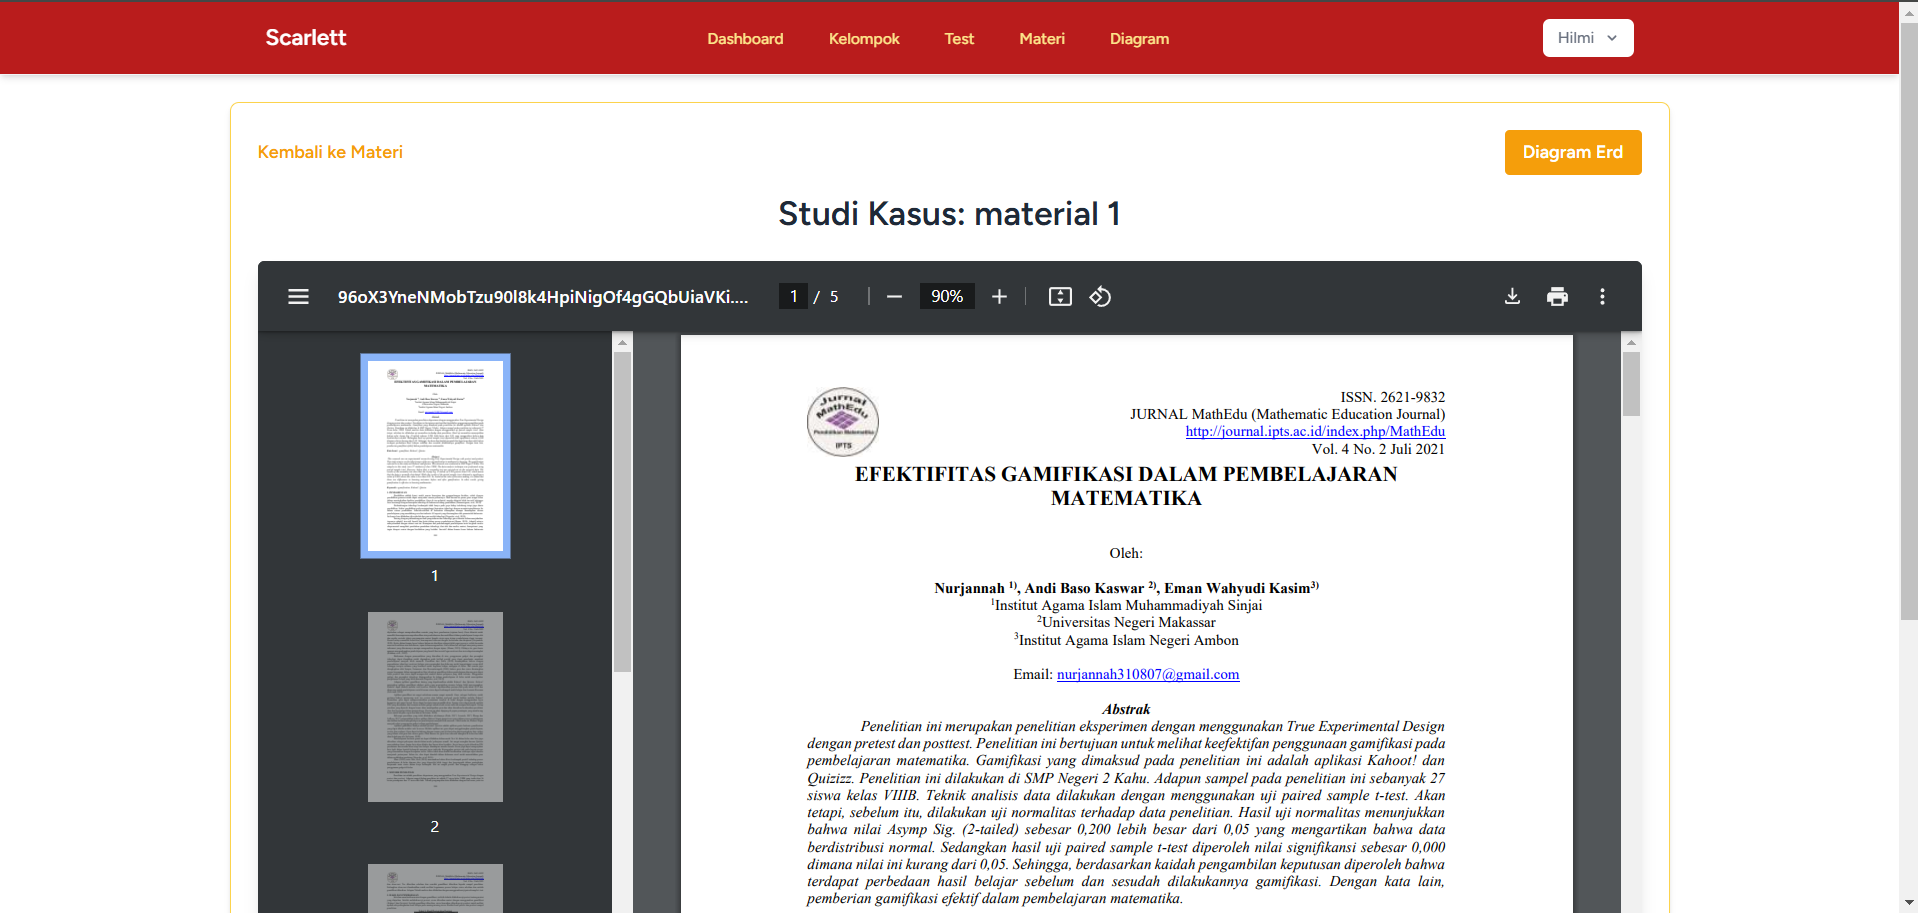 Scarlett
Dashboard
Kelompok
Test
Materi
Diagram
Hilmi
Kembali ke Materi
Diagram Erd
Studi Kasus: material 1
96oX3YneNMobTzu90l8k4HpiNigOf4gGQbUiaVKi....
1 / 5
90%
1
2
Jurnal
MathEdu
Pendidikan Matematika
IPTS
ISSN. 2621-9832
JURNAL MathEdu (Mathematic Education Journal)
http://journal.ipts.ac.id/index.php/MathEdu
Vol. 4 No. 2 Juli 2021
EFEKTIFITAS GAMIFIKASI DALAM PEMBELAJARAN
MATEMATIKA
Oleh:
Nurjannah 1), Andi Baso Kaswar 2), Eman Wahyudi Kasim3)
1Institut Agama Islam Muhammadiyah Sinjai
2Universitas Negeri Makassar
3Institut Agama Islam Negeri Ambon
Email: nurjannah310807@gmail.com
Abstrak
Penelitian ini merupakan penelitian eksperimen dengan menggunakan True Experimental Design
dengan pretest dan posttest. Penelitian ini bertujuan untuk melihat keefektifan penggunaan gamifikasi pada
pembelajaran matematika. Gamifikasi yang dimaksud pada penelitian ini adalah aplikasi Kahoot! dan
Quizizz. Penelitian ini dilakukan di SMP Negeri 2 Kahu. Adapun sampel pada penelitian ini sebanyak 27
siswa kelas VIIIB. Teknik analisis data dilakukan dengan menggunakan uji paired sample t-test. Akan
tetapi, sebelum itu, dilakukan uji normalitas terhadap data penelitian. Hasil uji normalitas menunjukkan
bahwa nilai Asymp Sig. (2-tailed) sebesar 0,200 lebih besar dari 0,05 yang mengartikan bahwa data
berdistribusi normal. Sedangkan hasil uji paired sample t-test diperoleh nilai signifikansi sebesar 0,000
dimana nilai ini kurang dari 0,05. Sehingga, berdasarkan kaidah pengambilan keputusan diperoleh bahwa
terdapat perbedaan hasil belajar sebelum dan sesudah dilakukannya gamifikasi. Dengan kata lain,
pemberian gamifikasi efektif dalam pembelajaran matematika.